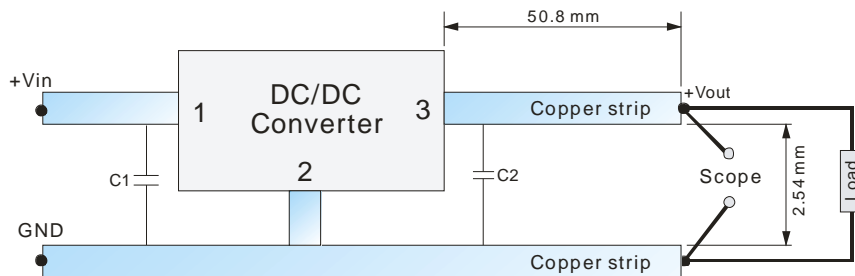 50.8 mm
+Vin
DC/DC
Converter
1
3
2
Copper strip
+Vout
C1
C2
Scope
2.54 mm
Load
GND
Copper strip